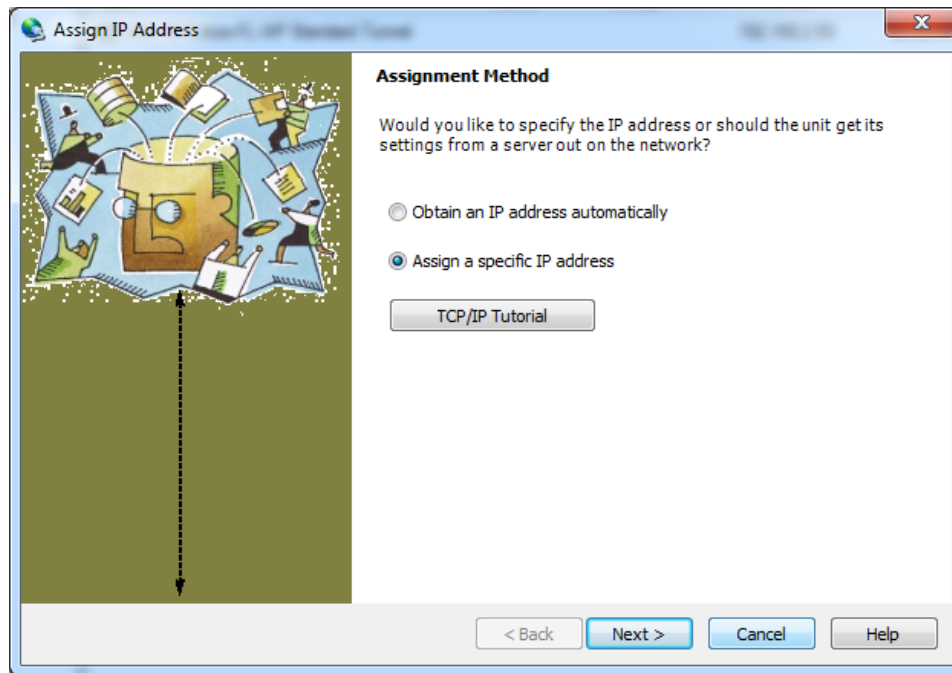 Assign IP Address
Assignment Method
Would you like to specify the IP address or should the unit get its
settings from a server out on the network?
Obtain an IP address automatically
Assign a specific IP address
TCP/IP Tutorial
< Back
Next >
Cancel
Help